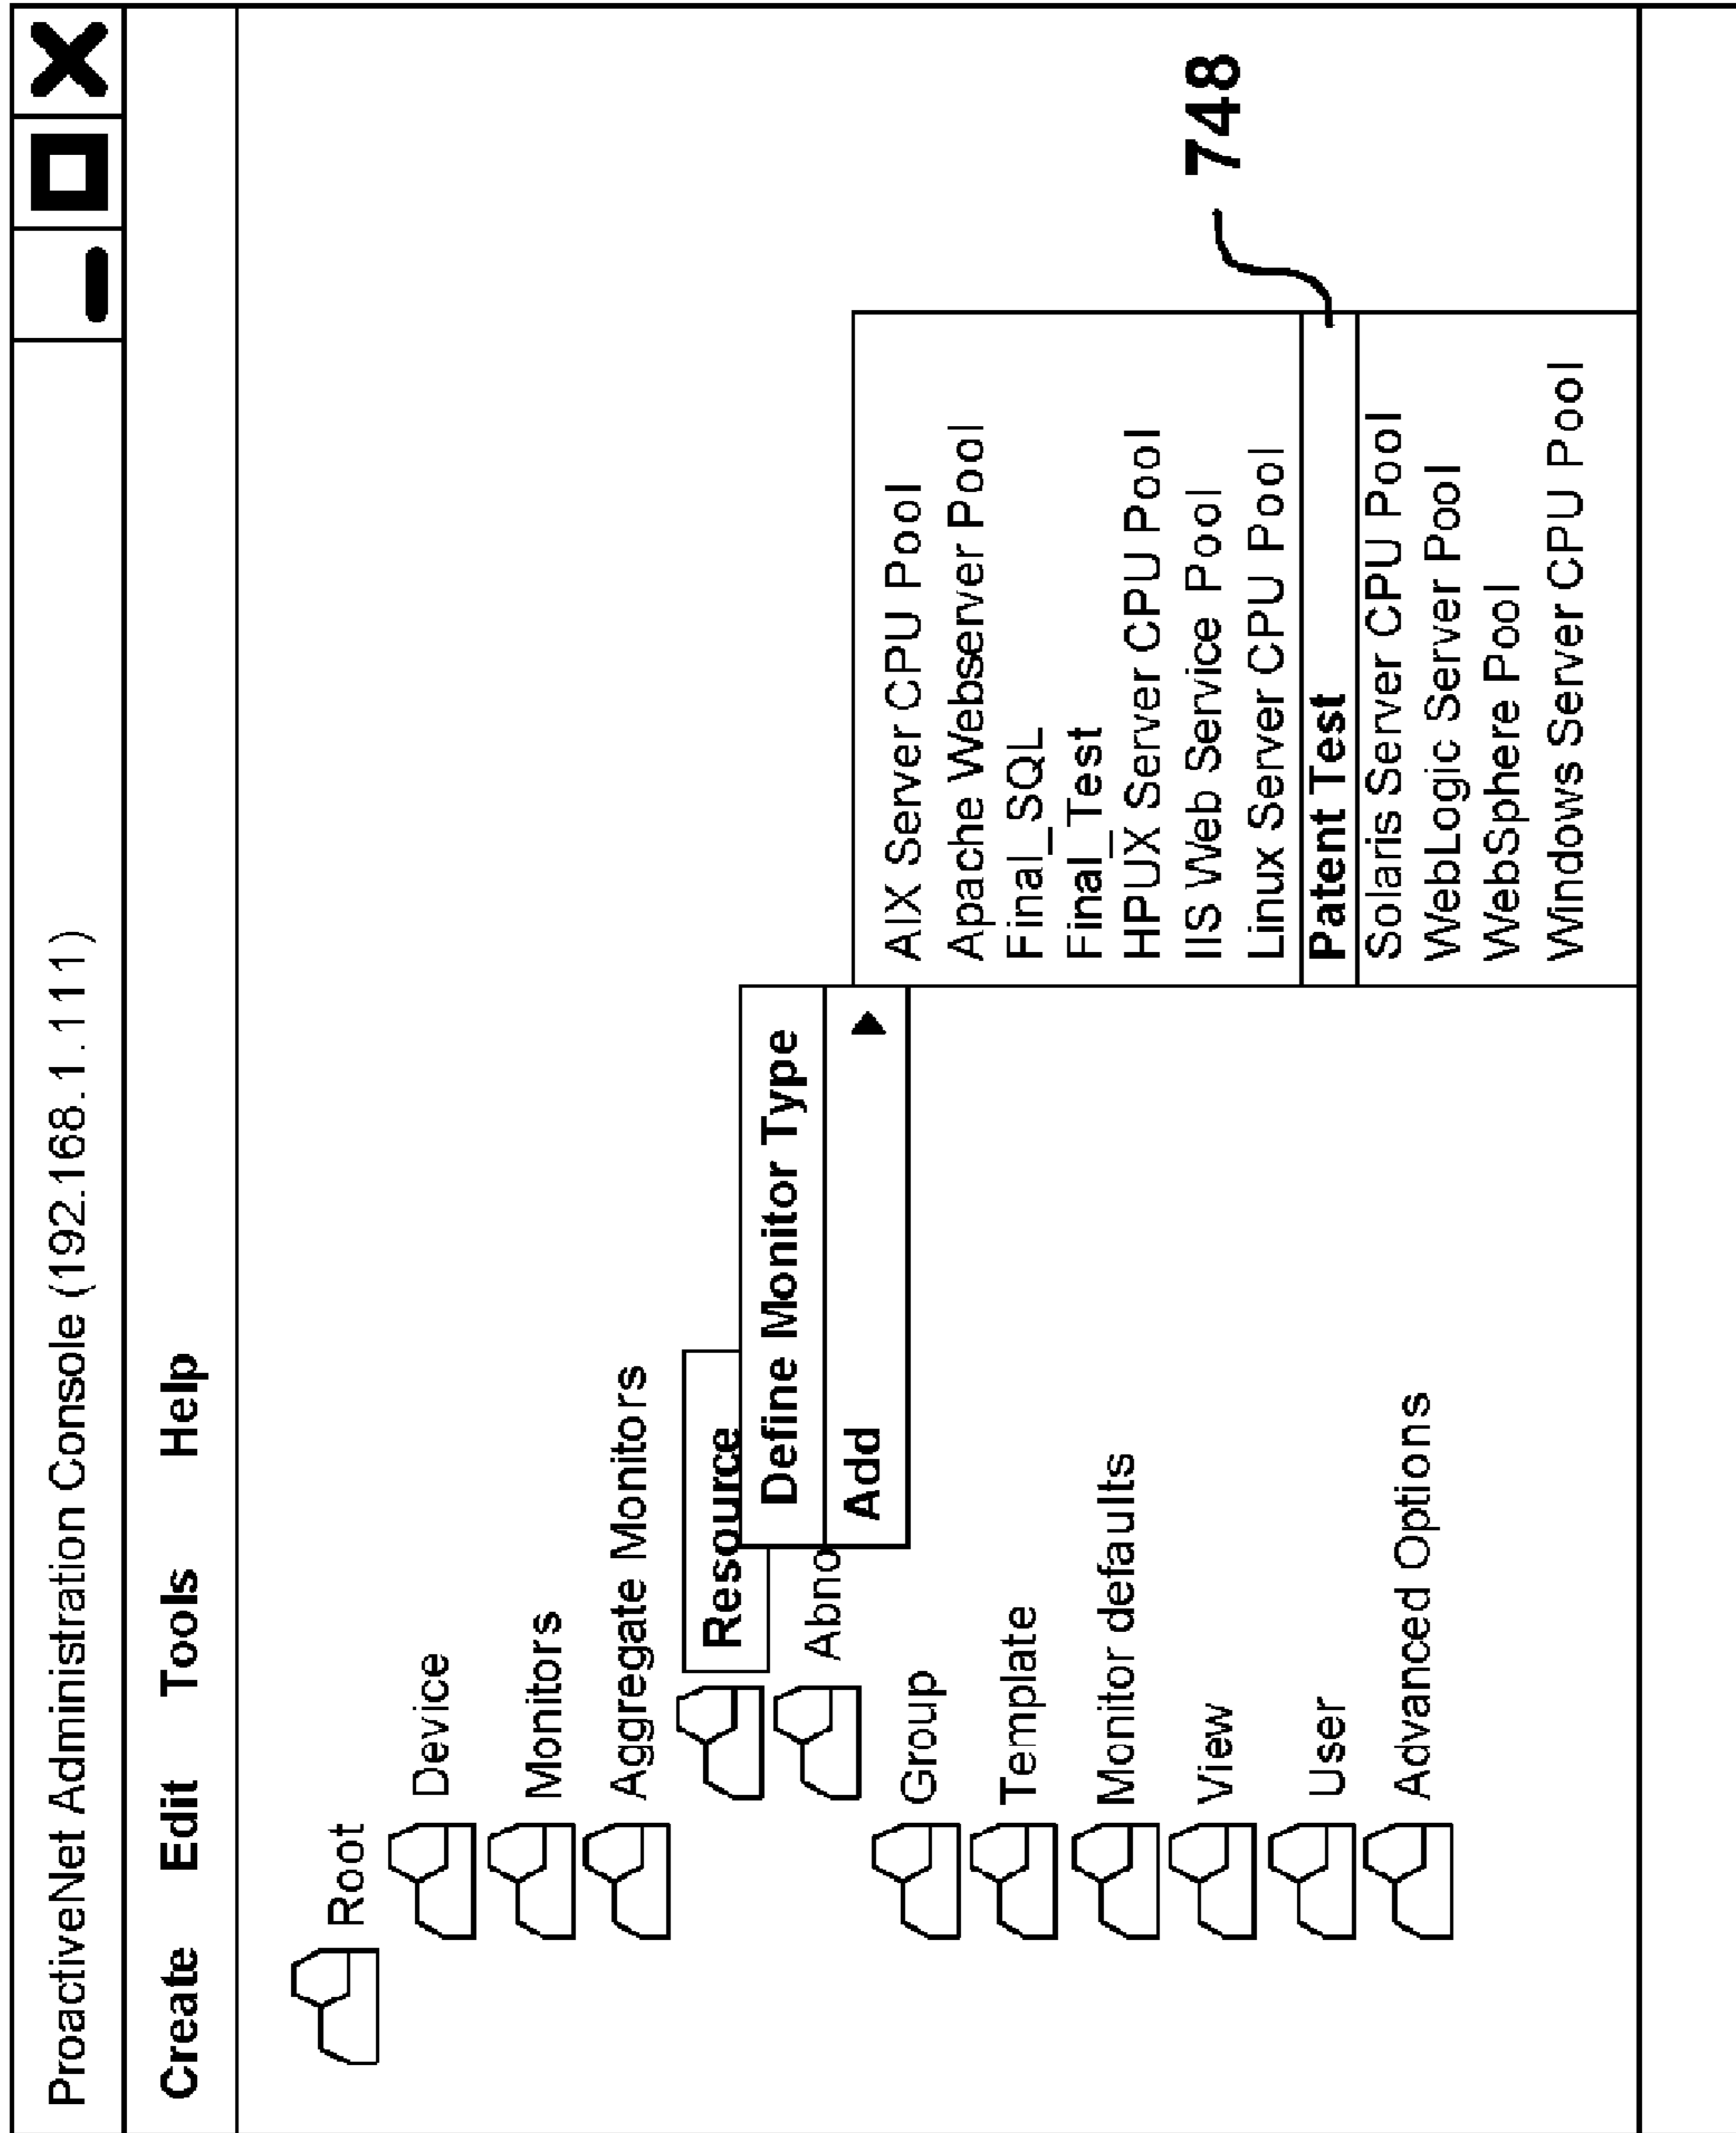 ProactiveNet Administration Console (192.168.1.111)
Create Edit Tools Help
Root
Device
Monitors
Aggregate Monitors
Resource
Define Monitor Type
Abno
Add
Group
Template
Monitor defaults
View
User
Advanced Options
AIX Server CPU Pool
Apache Webserver Pool
Final_SQL
Final_Test
HPUX Server CPU Pool
IIS Web Service Pool
Linux Server CPU Pool
Patent Test
Solaris Server CPU Pool
WebLogic Server Pool
WebSphere Pool
Windows Server CPU Pool
748